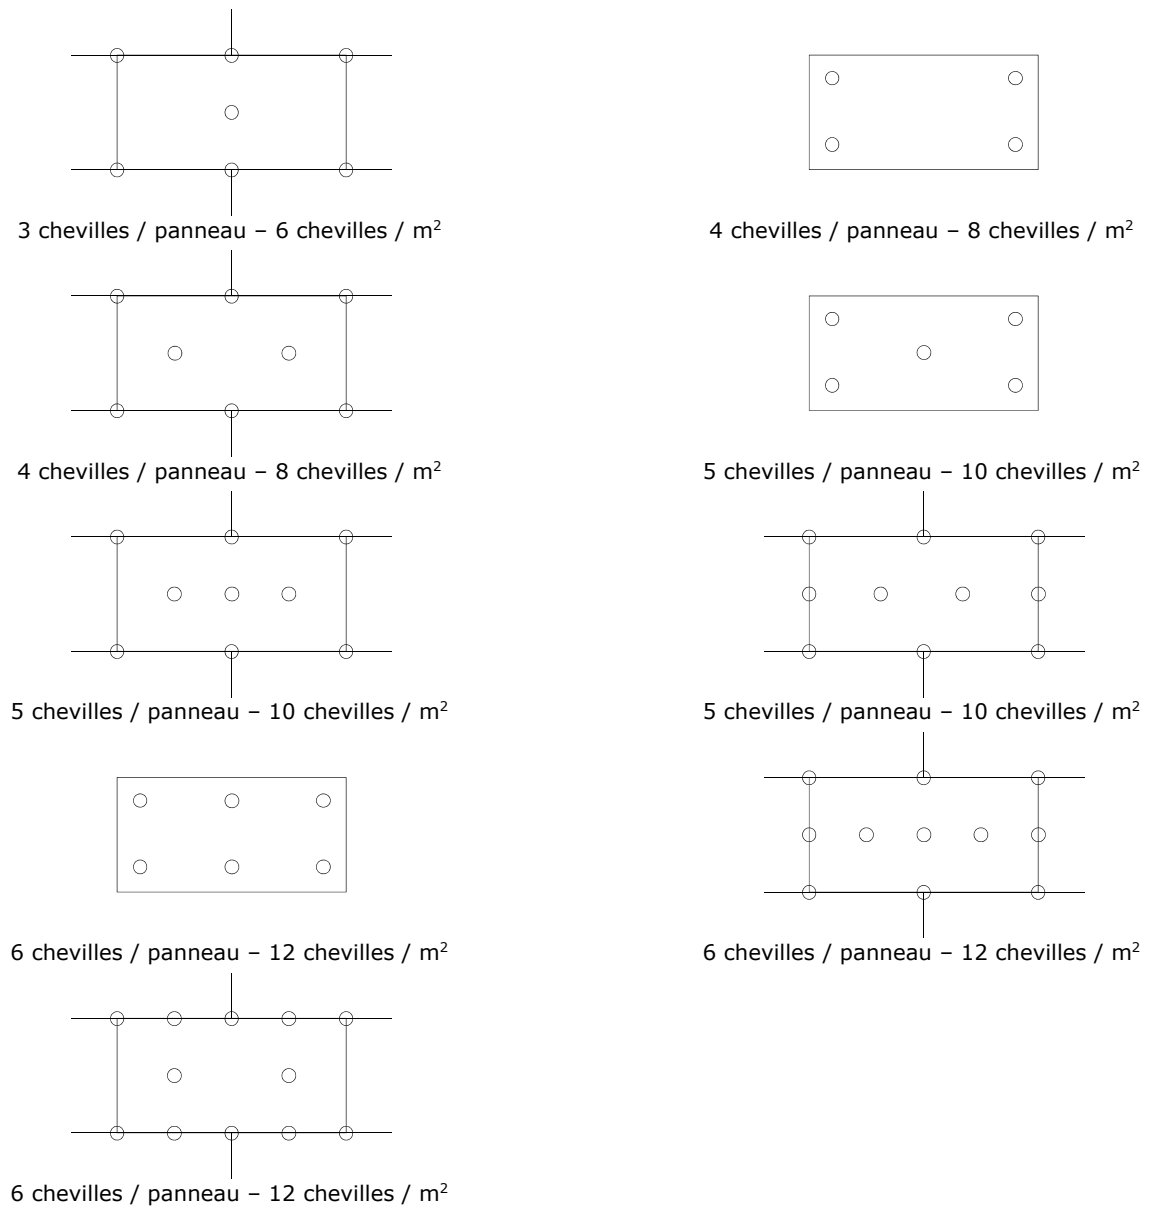 3 chevilles / panneau – 6 chevilles / m²
4 chevilles / panneau – 8 chevilles / m²
4 chevilles / panneau – 8 chevilles / m²
5 chevilles / panneau – 10 chevilles / m²
5 chevilles / panneau – 10 chevilles / m²
5 chevilles / panneau – 10 chevilles / m²
6 chevilles / panneau – 12 chevilles / m²
6 chevilles / panneau – 12 chevilles / m²
6 chevilles / panneau – 12 chevilles / m²